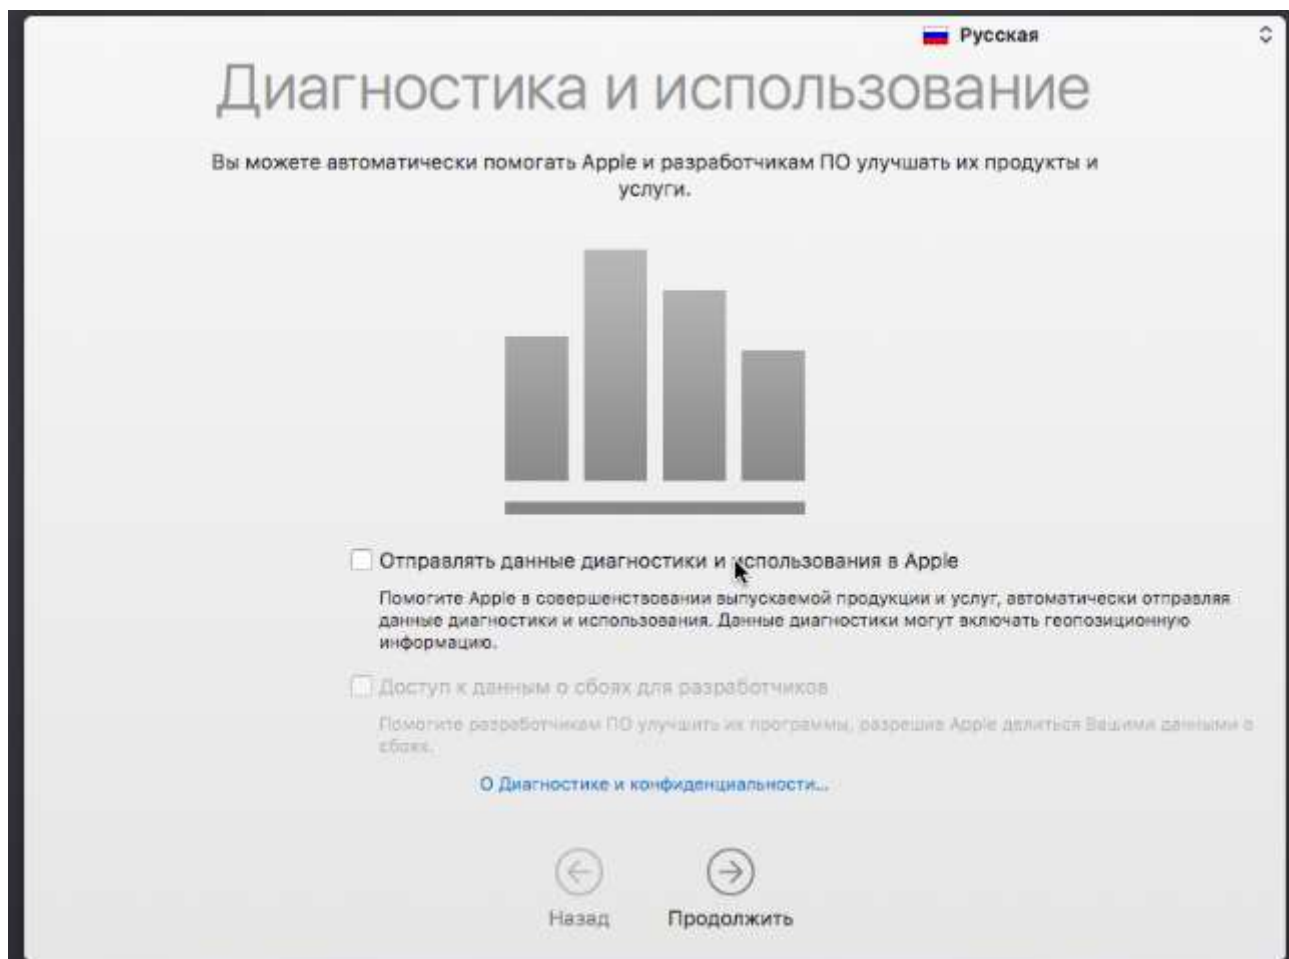 Русская
Диагностика и использование
Вы можете автоматически помогать Apple и разработчикам ПО улучшать их продукты и
услуги.
Отправлять данные диагностики и использования в Apple
Помогите Apple в совершенствовании выпускаемой продукции и услуг, автоматически отправляя
данные диагностики и использования. Данные диагностики могут включать геопозиционную
информацию.
Доступ к данным о сбоях для разработчиков
Помогите разработчикам ПО улучшить их программы, разрешив Apple делиться Вашими данными о
сбоях.
О Диагностике и конфиденциальности...
Назад
Продолжить